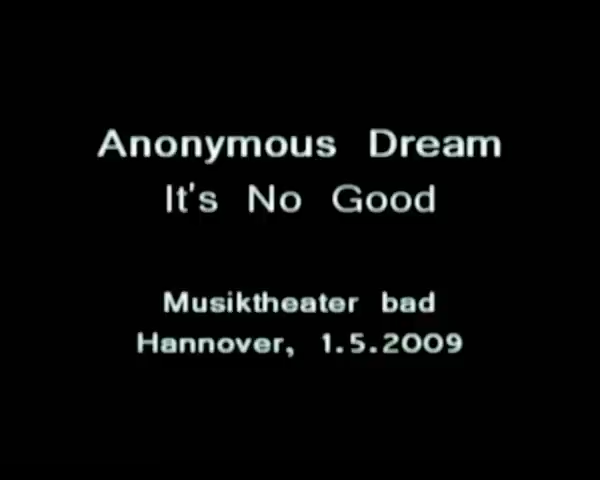 Anonymous Dream
It's No Good
Musiktheater bad
Hannover, 1.5.2009